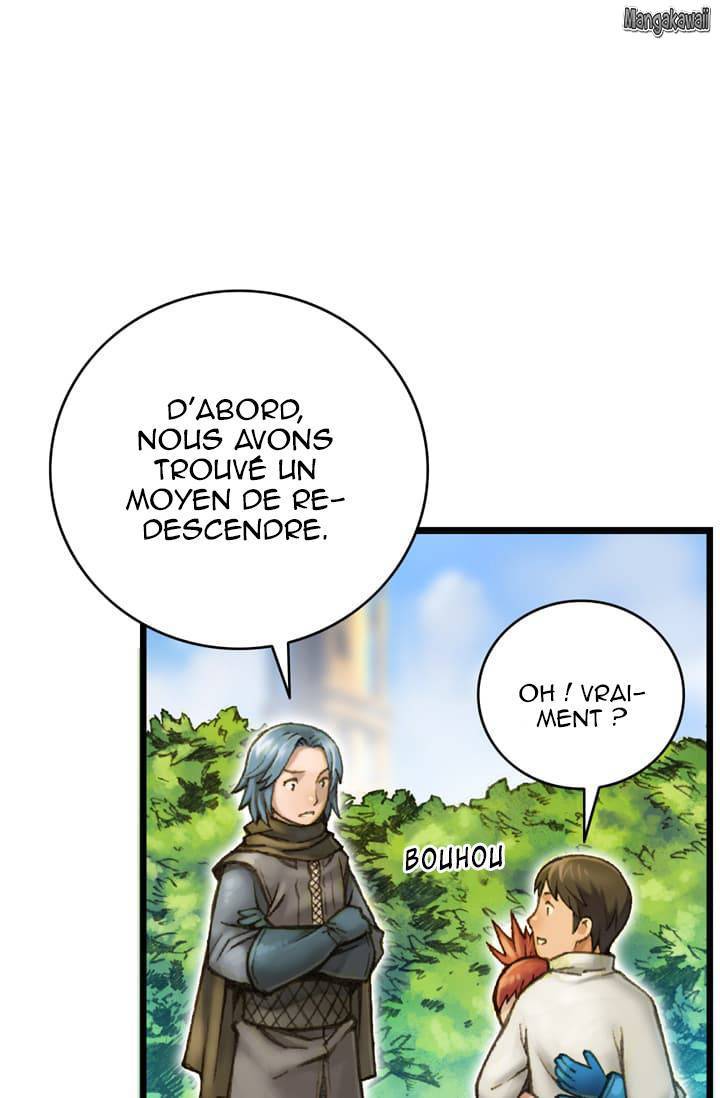 Mangakawaii
D'ABORD,
NOUS AVONS
TROUVÉ UN
MOYEN DE RE-
DESCENDRE.
OH ! VRAI-
MENT ?
BOUHOU